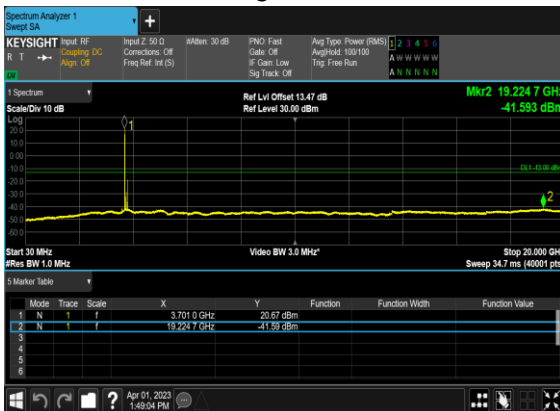 Spectrum Analyzer 1
Swept SA
+
KEYSIGHT Input: RF Input Z: 50 Ω #Atten: 30 dB PNO: Fast Avg Type: Power (RMS) 1 2 3 4 5 6
R T Coupling: DC Corrections: Off Gate: Off Avg|Hold: 100/100 A W W W W W
Align: Off Freq Ref: Int (S) IF Gain: Low Trig: Free Run
LV Sig Track: Off A N N N N N
1 Spectrum Ref Lvl Offset 13.47 dB Mkr2 19.224 7 GHz
Scale/Div 10 dB Ref Level 30.00 dBm -41.593 dBm
Log
1
20.0
10.0
0.00
-10.0 DL1 -13.00 dBm
-20.0
-30.0
2
-40.0
-50.0
-60.0
Start 30 MHz Video BW 3.0 MHz* Stop 20.000 GHz
#Res BW 1.0 MHz Sweep 34.7 ms (40001 pts
5 Marker Table
Mode Trace Scale X Y Function Function Width Function Value
1 N 1 f 3.701 0 GHz 20.67 dBm
2 N 1 f 19.224 7 GHz -41.59 dBm
3
4
5
6
? Apr 01, 2023
1:49:04 PM